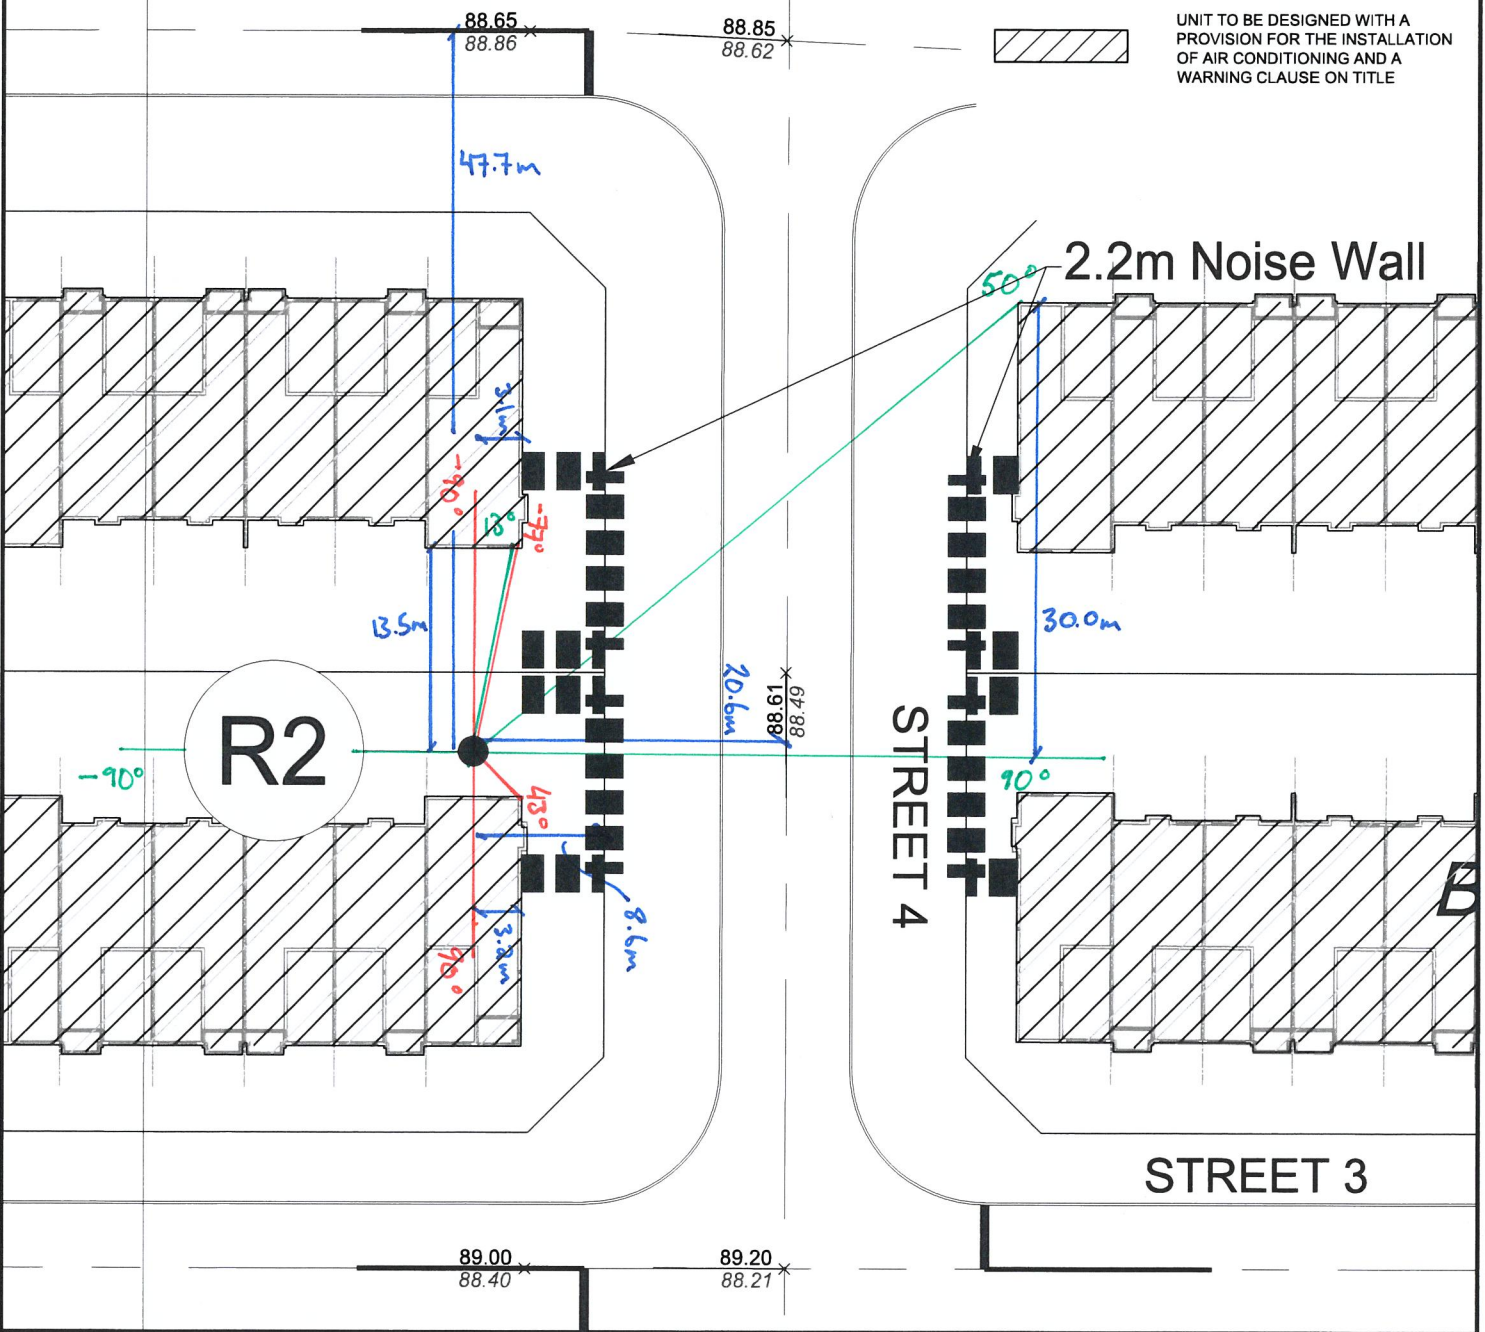 88.65
88.86
88.85
88.62
UNIT TO BE DESIGNED WITH A
PROVISION FOR THE INSTALLATION
OF AIR CONDITIONING AND A
WARNING CLAUSE ON TITLE
47.7m
2.2m Noise Wall
50°
3.1m
-90°
13°
-77°
13.5m
30.0m
20.6m
88.61
88.49
R2
-90°
90°
STREET 4
43°
8.6m
3.2m
90°
B
STREET 3
89.00
88.40
89.20
88.21